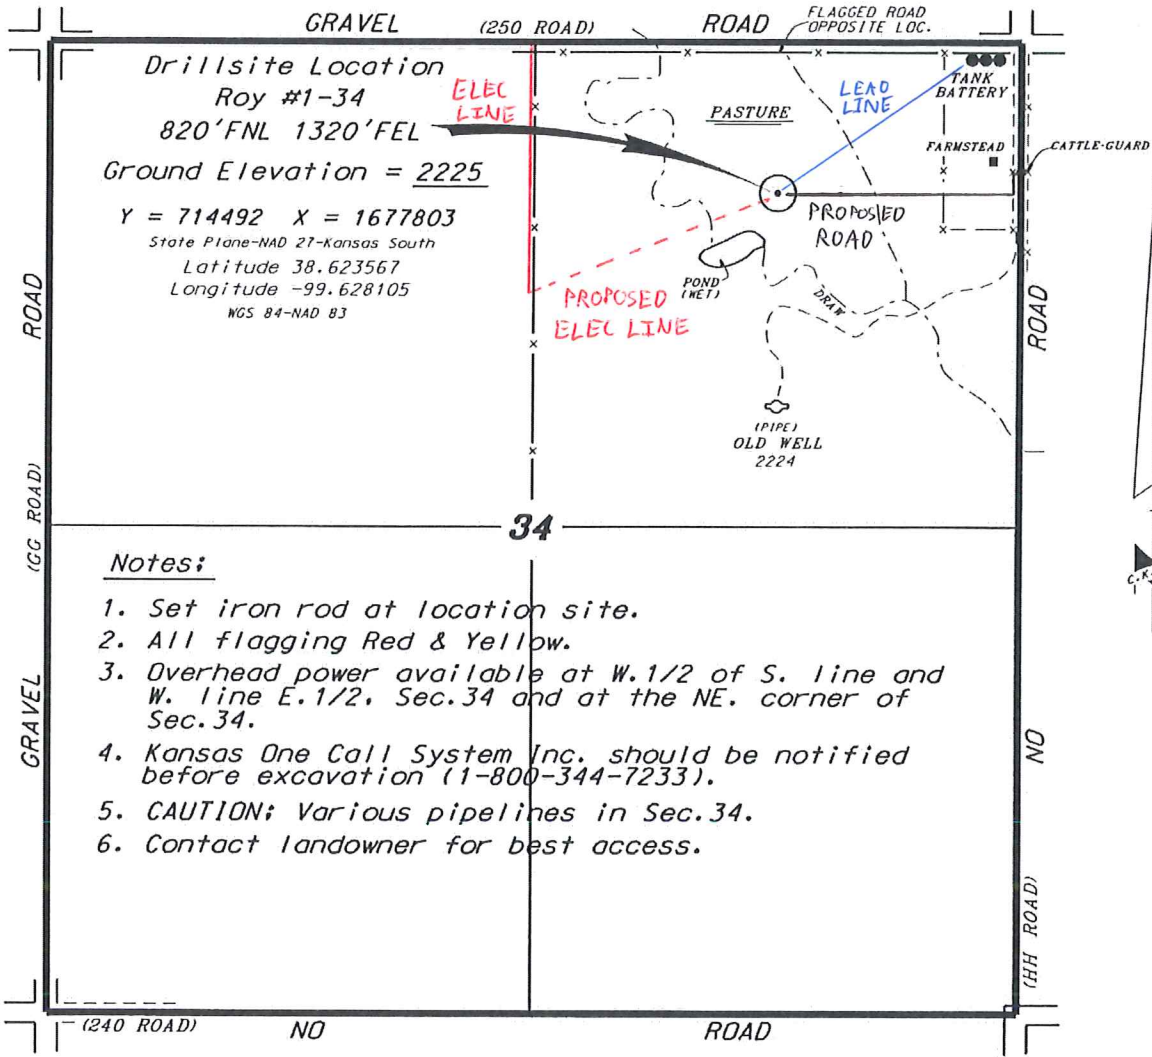 GRAVEL (250 ROAD) ROAD
FLAGGED ROAD
OPPOSITE LOC.
Drillsite Location
Roy #1-34
820'FNL 1320'FEL
Ground Elevation = 2225
Y = 714492 X = 1677803
State Plane-NAD 27-Kansas South
Latitude 38.623567
Longitude -99.628105
WGS 84-NAD 83
ELEC
LINE
PASTURE
LEAD
LINE
TANK
BATTERY
FARMSTEAD
CATTLE-GUARD
PROPOSED
ROAD
POND
(WET)
DRAW
PROPOSED
ELEC LINE
(PIPE)
OLD WELL
2224
ROAD
(GG ROAD)
GRAVEL
ROAD
NO
(HH ROAD)
34
Notes:
1. Set iron rod at location site.
2. All flagging Red & Yellow.
3. Overhead power available at W.1/2 of S. line and
W. line E.1/2, Sec.34 and at the NE. corner of
Sec.34.
4. Kansas One Call System Inc. should be notified
before excavation (1-800-344-7233).
5. CAUTION: Various pipelines in Sec.34.
6. Contact landowner for best access.
(240 ROAD) NO ROAD